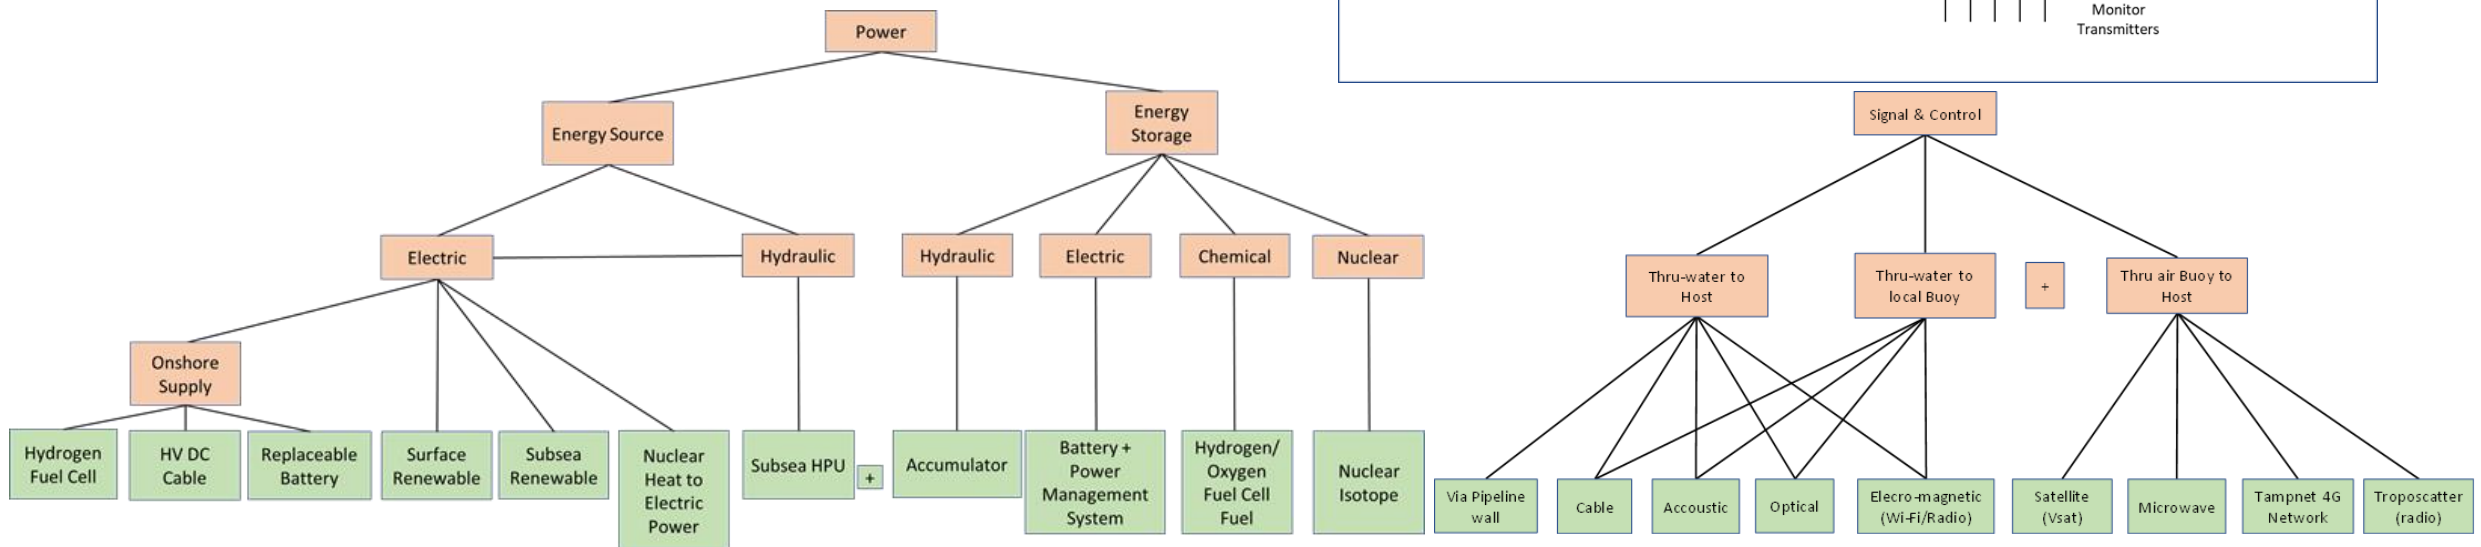 Monitor
Transmitters
Power
Energy Source
Energy
Storage
Electric
Hydraulic
Hydraulic
Electric
Chemical
Nuclear
Onshore
Supply
Hydrogen
Fuel Cell
HV DC
Cable
Replaceable
Battery
Surface
Renewable
Subsea
Renewable
Nuclear
Heat to
Electric
Power
Subsea HPU
+
Accumulator
Battery +
Power
Management
System
Hydrogen/
Oxygen
Fuel Cell
Fuel
Nuclear
Isotope
Signal & Control
Thru-water to
Host
Thru-water to
local Buoy
+
Thru air Buoy to
Host
Via Pipeline
wall
Cable
Accoustic
Optical
Elecro-magnetic
(Wi-Fi/Radio)
Satellite
(Vsat)
Microwave
Tampnet 4G
Network
Troposcatter
(radio)